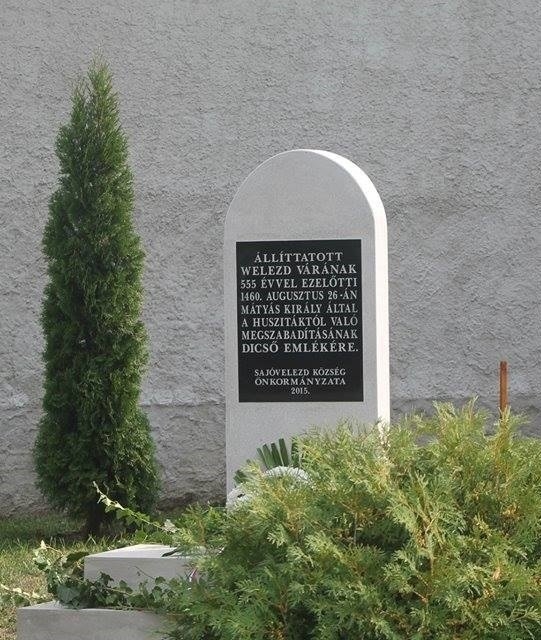 ÁLLÍTTATOTT
WELEZD VÁRÁNAK
555 ÉVVEL EZELŐTTI
1460. AUGUSZTUS 26-ÁN
MÁTYÁS KIRÁLY ÁLTAL
A HUSZITÁKTÓL VALÓ
MEGSZABADÍTÁSÁNAK
DICSŐ EMLÉKÉRE.
SAJÓVELEZD KÖZSÉG
ÖNKORMÁNYZATA
2015.